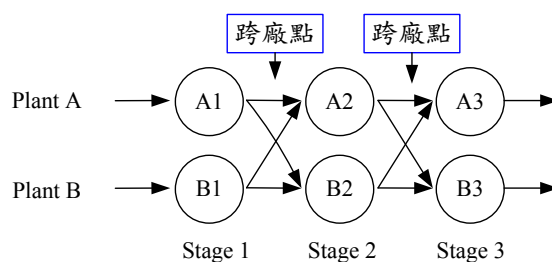 跨廠點 跨廠點
Plant A A1 A2 A3
Plant B B1 B2 B3
Stage 1 Stage 2 Stage 3